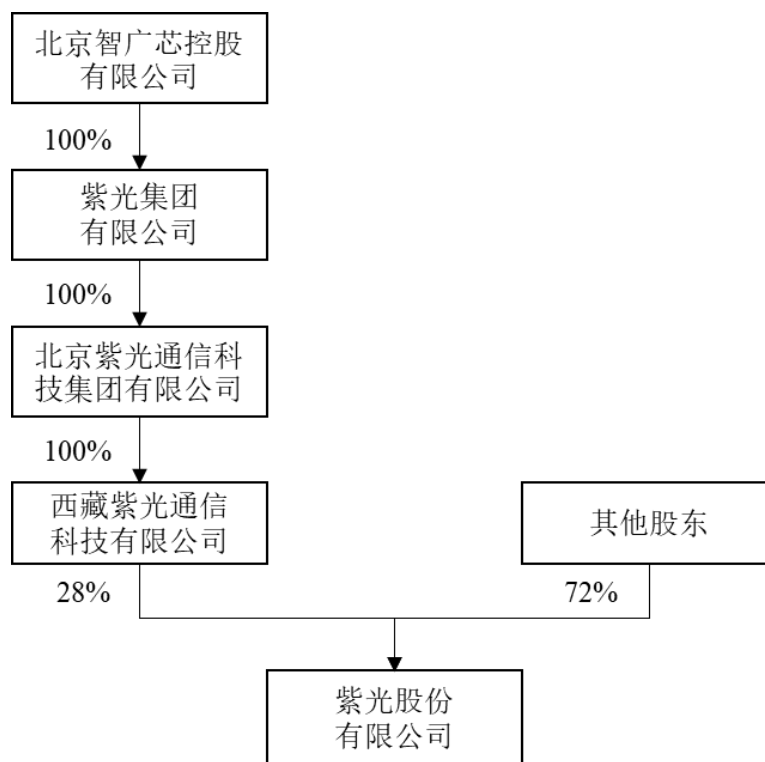 北京智广芯控股
有限公司
100%
紫光集团
有限公司
100%
北京紫光通信科
技集团有限公司
100%
西藏紫光通信
科技有限公司
其他股东
28%
72%
紫光股份
有限公司